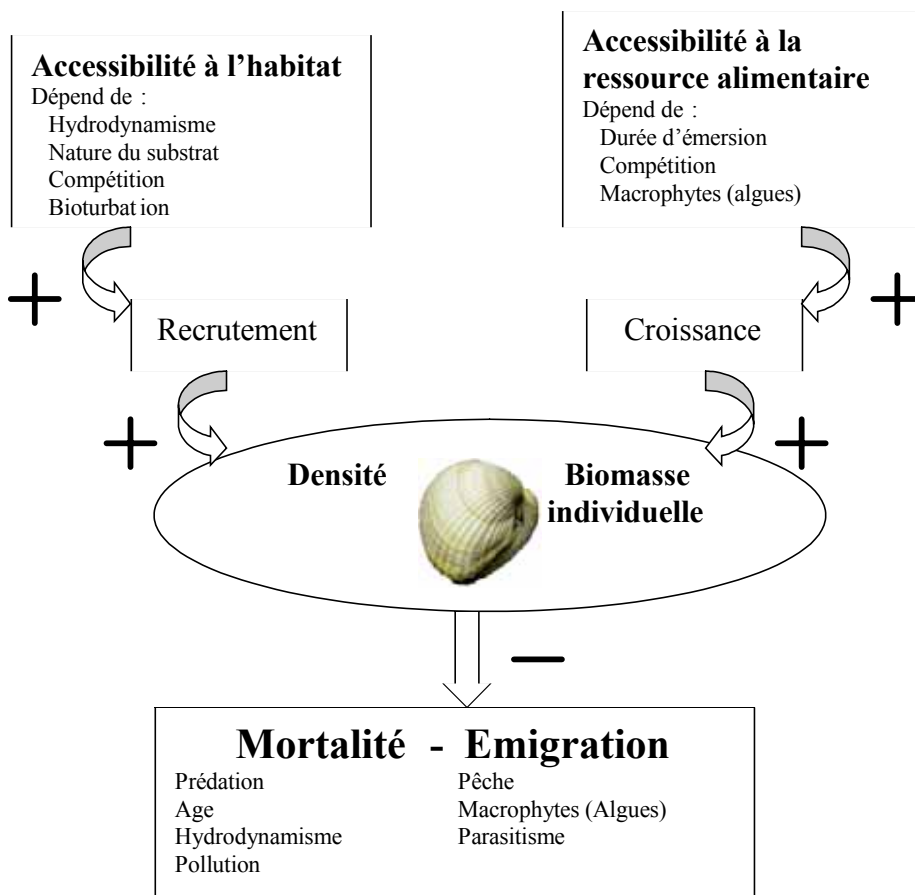 Accessibilité à l’habitat
Dépend de :
Hydrodynamisme
Nature du substrat
Compétition
Bioturbation
Accessibilité à la
ressource alimentaire
Dépend de :
Durée d’émersion
Compétition
Macrophytes (algues)
+
+
Recrutement
Croissance
+
+
Densité
Biomasse
individuelle
–
Mortalité - Emigration
Prédation
Age
Hydrodynamisme
Pollution
Pêche
Macrophytes (Algues)
Parasitisme